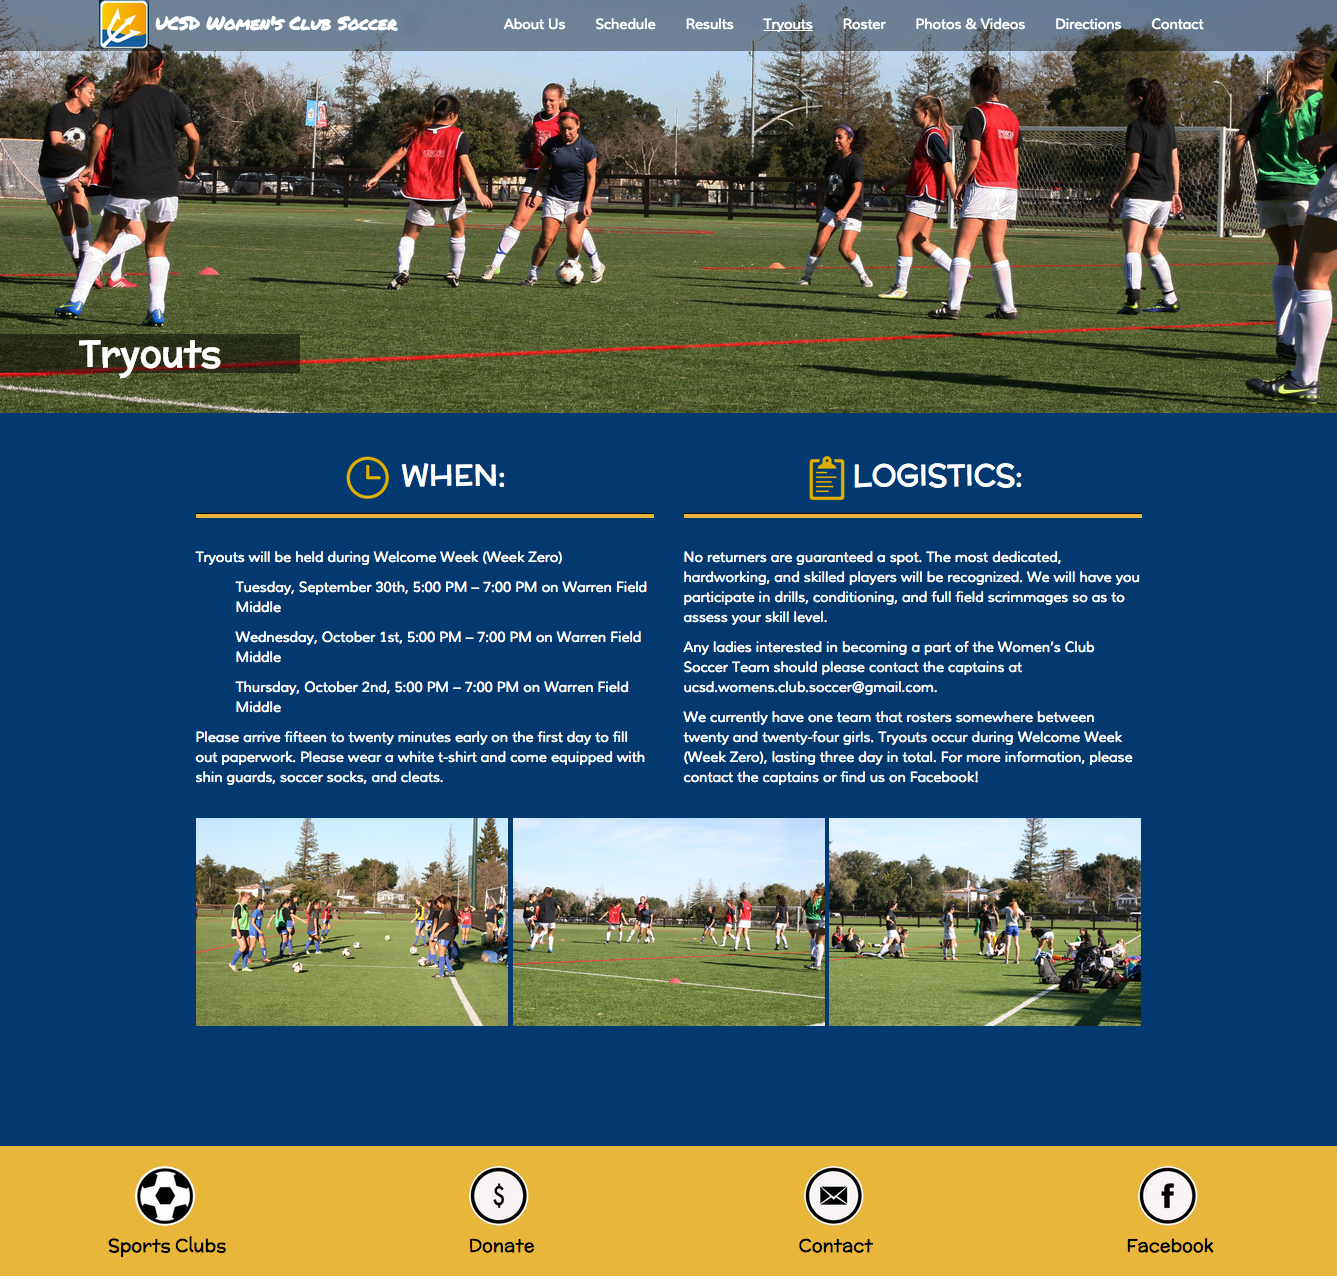 UCSD Women's Club Soccer
About Us Schedule Results Tryouts Roster Photos & Videos Directions Contact
Tryouts
WHEN:
Tryouts will be held during Welcome Week (Week Zero)
Tuesday, September 30th, 5:00 PM – 7:00 PM on Warren Field
Middle
Wednesday, October 1st, 5:00 PM – 7:00 PM on Warren Field
Middle
Thursday, October 2nd, 5:00 PM – 7:00 PM on Warren Field
Middle
Please arrive fifteen to twenty minutes early on the first day to fill
out paperwork. Please wear a white t-shirt and come equipped with
shin guards, soccer socks, and cleats.
LOGISTICS:
No returners are guaranteed a spot. The most dedicated,
hardworking, and skilled players will be recognized. We will have you
participate in drills, conditioning, and full field scrimmages so as to
assess your skill level.
Any ladies interested in becoming a part of the Women's Club
Soccer Team should please contact the captains at
ucsd.womens.club.soccer@gmail.com.
We currently have one team that rosters somewhere between
twenty and twenty-four girls. Tryouts occur during Welcome Week
(Week Zero), lasting three day in total. For more information, please
contact the captains or find us on Facebook!
Sports Clubs
$
Donate
Contact
f
Facebook